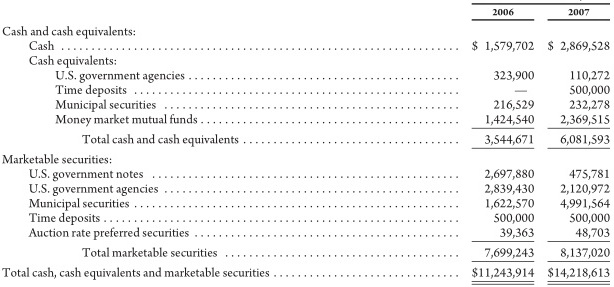 2006 2007
Cash and cash equivalents:
Cash ........ $ 1,579,702 $ 2,869,528
Cash equivalents:
U.S. government agencies ........ 323,900 110,272
Time deposits ........ — 500,000
Municipal securities ........ 216,529 232,278
Money market mutual funds ........ 1,424,540 2,369,515
Total cash and cash equivalents ........ 3,544,671 6,081,593
Marketable securities:
U.S. government notes ........ 2,697,880 475,781
U.S. government agencies ........ 2,839,430 2,120,972
Municipal securities ........ 1,622,570 4,991,564
Time deposits ........ 500,000 500,000
Auction rate preferred securities ........ 39,363 48,703
Total marketable securities ........ 7,699,243 8,137,020
Total cash, cash equivalents and marketable securities ........ $11,243,914 $14,218,613